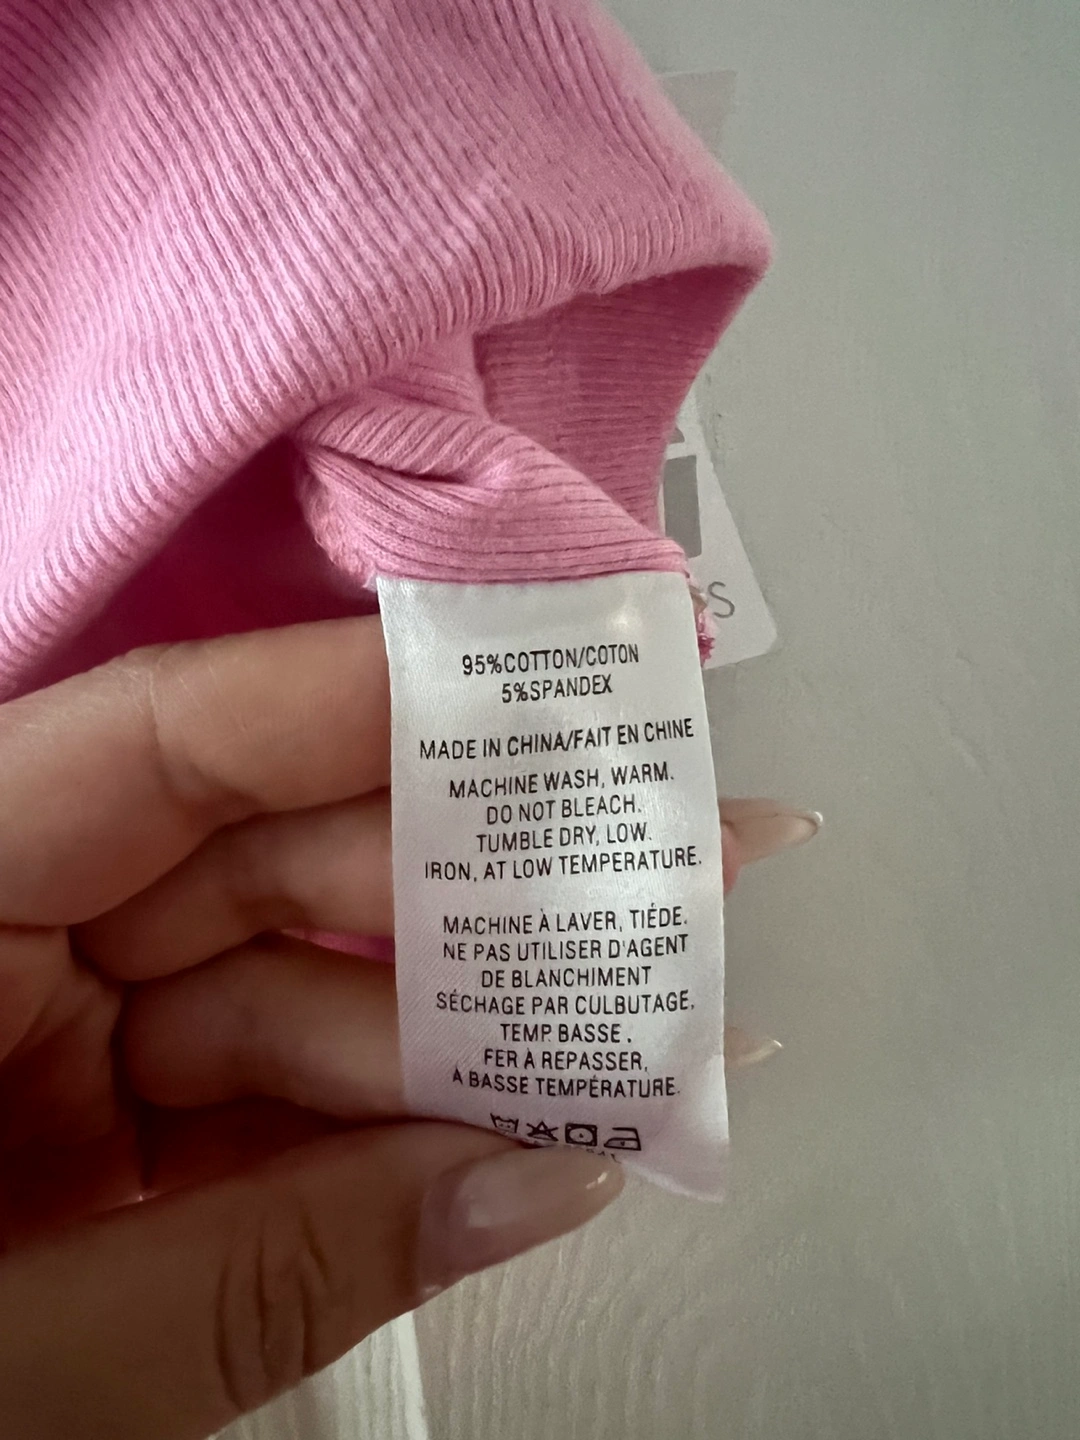 S
95%COTTON/COTON
5%SPANDEX
MADE IN CHINA/FAIT EN CHINE
MACHINE WASH, WARM.
DO NOT BLEACH.
TUMBLE DRY, LOW.
IRON, AT LOW TEMPERATURE.
MACHINE À LAVER, TIÉDE.
NE PAS UTILISER D'AGENT
DE BLANCHIMENT
SÉCHAGE PAR CULBUTAGE,
TEMP. BASSE .
FER À REPASSER,
À BASSE TEMPÉRATURE.